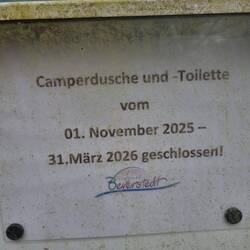 Camperdusche und -Toilette
vom
01. November 2025 –
31.März 2026 geschlossen!
Beverstedt